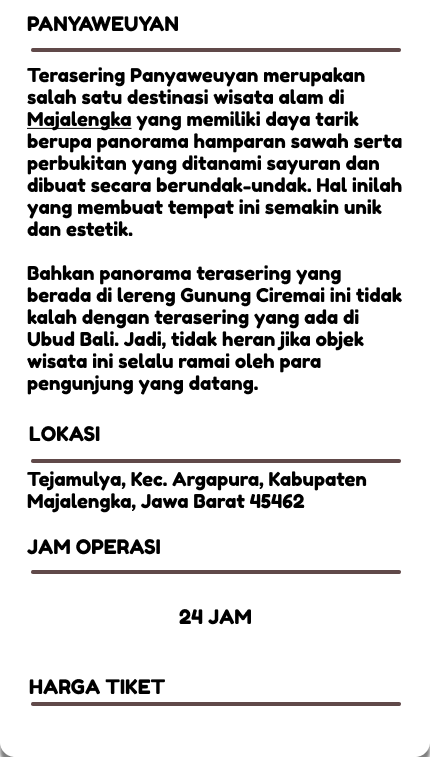 PANYAWEUYAN
Terasering Panyaweuyan merupakan
salah satu destinasi wisata alam di
Majalengka yang memiliki daya tarik
berupa panorama hamparan sawah serta
perbukitan yang ditanami sayuran dan
dibuat secara berundak-undak. Hal inilah
yang membuat tempat ini semakin unik
dan estetik.
Bahkan panorama terasering yang
berada di lereng Gunung Ciremai ini tidak
kalah dengan terasering yang ada di
Ubud Bali. Jadi, tidak heran jika objek
wisata ini selalu ramai oleh para
pengunjung yang datang.
LOKASI
Tejamulya, Kec. Argapura, Kabupaten
Majalengka, Jawa Barat 45462
JAM OPERASI
24 JAM
HARGA TIKET